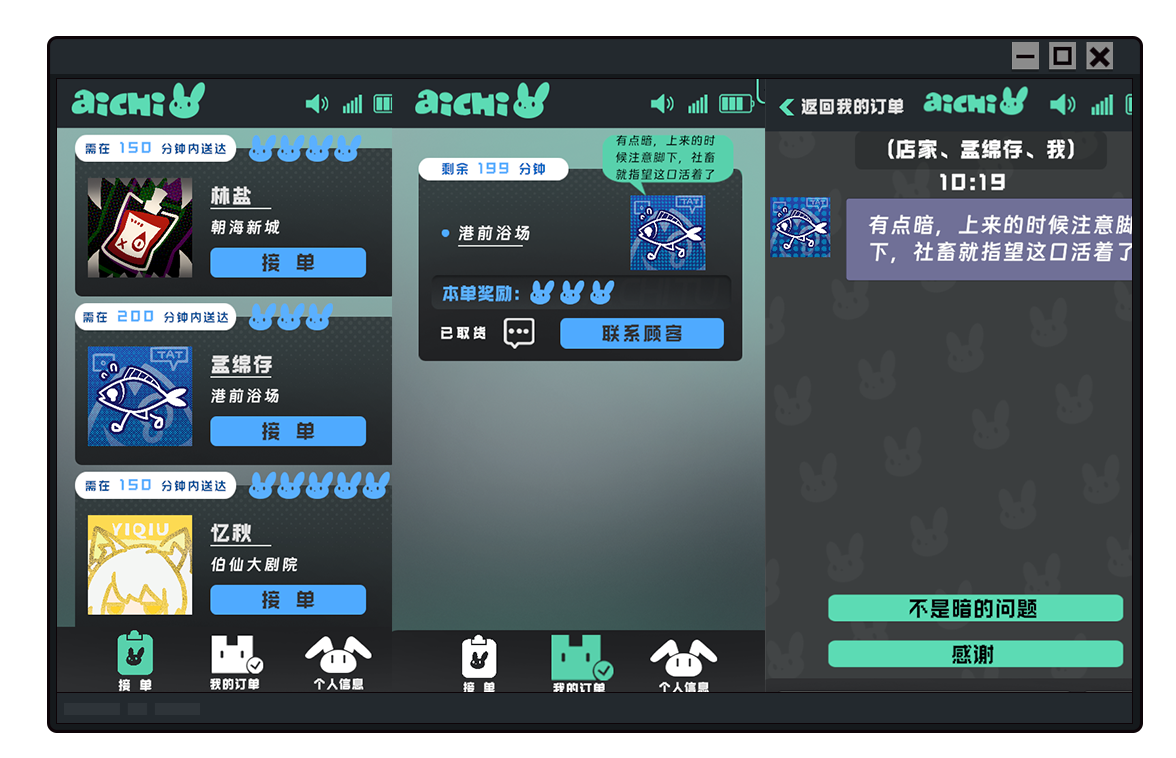 aichi
需在 150 分钟内送达
菻盐
朝海新城
接 单
需在 200 分钟内送达
TAT
孟绵存
港前浴场
接 单
需在 150 分钟内送达
YIQIU
忆秋
伯仙大剧院
接 单
接 单
我的订单
个人信息
aichi
有点暗，上来的时
候注意脚下，社畜
就指望这口活着了
剩余 199 分钟
TAT
港前浴场
本单奖励：
已取货
联系顾客
接 单
我的订单
个人信息
返回我的订单
aichi
(店家、孟绵存、我)
10:19
TAT
有点暗，上来的时候注意脚
下，社畜就指望这口活着了
不是暗的问题
感谢